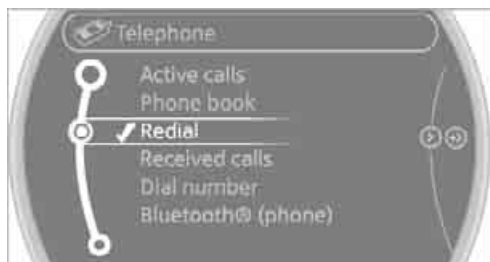 Telephone
Active calls
Phone book
Redial
Received calls
Dial number
Bluetooth® (phone)